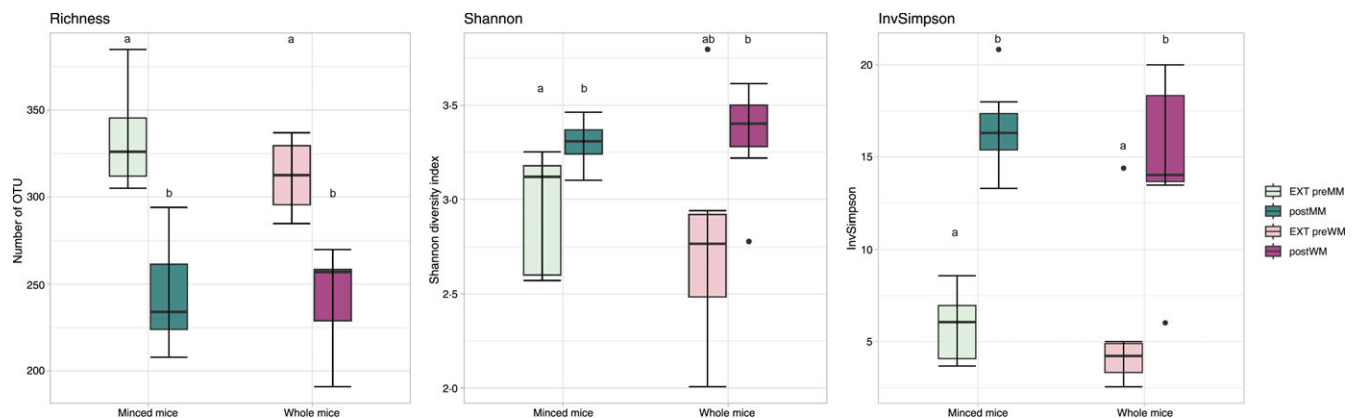 Richness
Number of OTU
350
300
250
200
a
b
a
b
Minced mice
Whole mice
Shannon
Shannon diversity index
3·5
3·0
2·5
2·0
a
b
ab
b
Minced mice
Whole mice
InvSimpson
InvSimpson
20
15
10
5
a
b
a
b
Minced mice
Whole mice
EXT preMM
postMM
EXT preWM
postWM